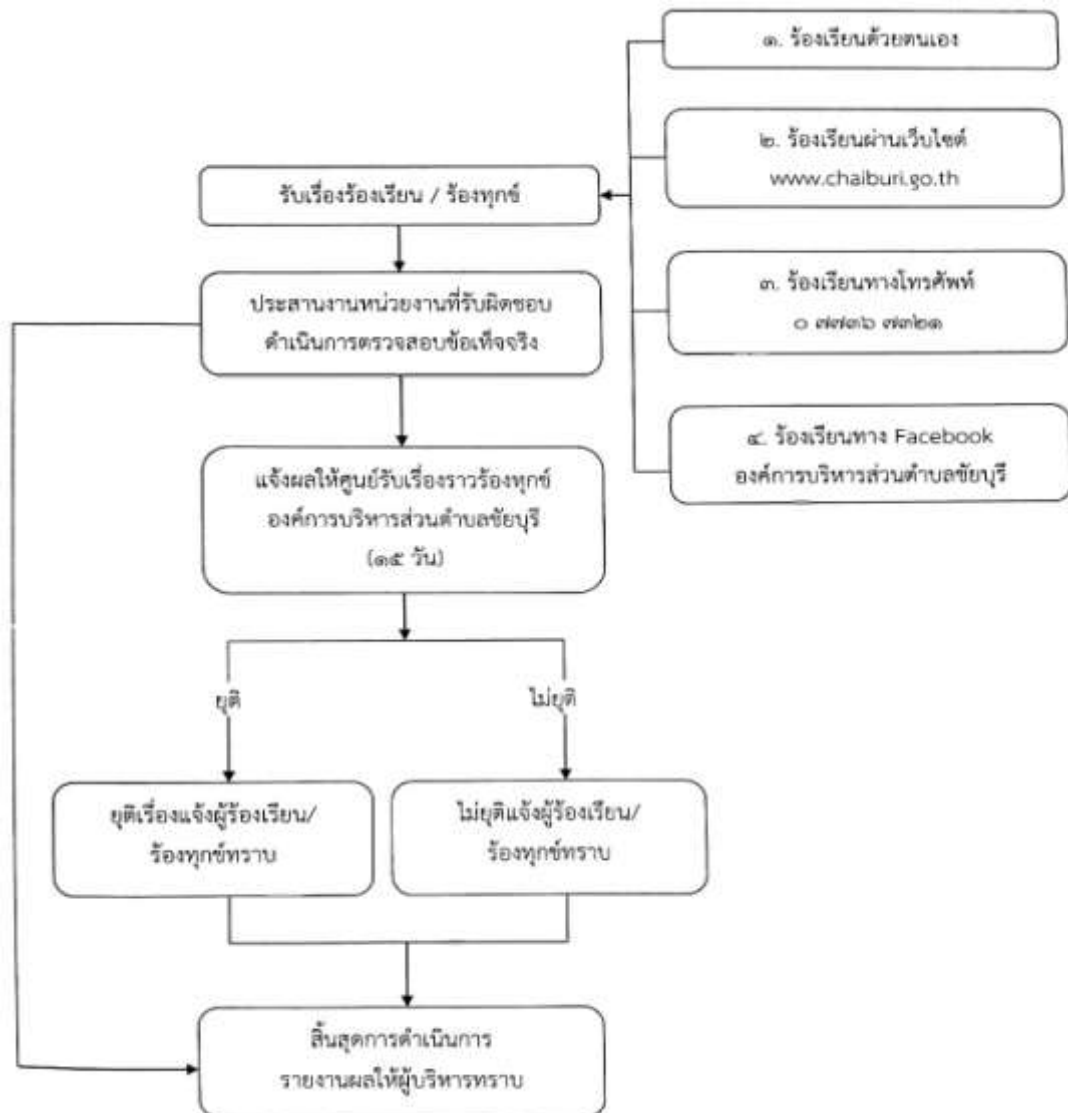 ๑. ร้องเรียนด้วยตนเอง
๒. ร้องเรียนผ่านเว็บไซต์
www.chaiburi.go.th
รับเรื่องร้องเรียน / ร้องทุกข์
๓. ร้องเรียนทางโทรศัพท์
๐ ๗๗๓๖ ๗๓๒๑
ประสานงานหน่วยงานที่รับผิดชอบ
ดำเนินการตรวจสอบข้อเท็จจริง
๔. ร้องเรียนทาง Facebook
องค์การบริหารส่วนตำบลชัยบุรี
แจ้งผลให้ศูนย์รับเรื่องราวร้องทุกข์
องค์การบริหารส่วนตำบลชัยบุรี
(๑๕ วัน)
ยุติ
ไม่ยุติ
ยุติเรื่องแจ้งผู้ร้องเรียน/
ร้องทุกข์ทราบ
ไม่ยุติแจ้งผู้ร้องเรียน/
ร้องทุกข์ทราบ
สิ้นสุดการดำเนินการ
รายงานผลให้ผู้บริหารทราบ